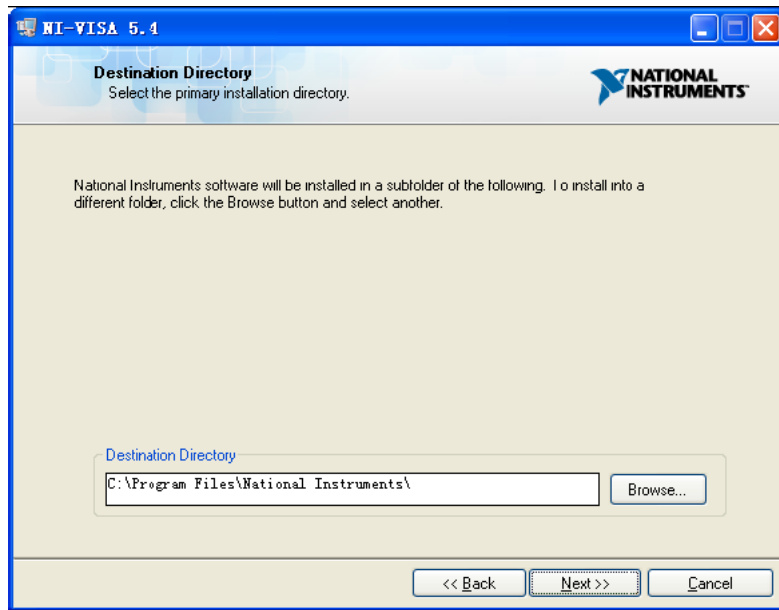 NI-VISA 5.4
Destination Directory
Select the primary installation directory.
NATIONAL
INSTRUMENTS™
National Instruments software will be installed in a subfolder of the following. To install into a
different folder, click the Browse button and select another.
Destination Directory
C:\Program Files\National Instruments\
Browse...
<< Back
Next >>
Cancel